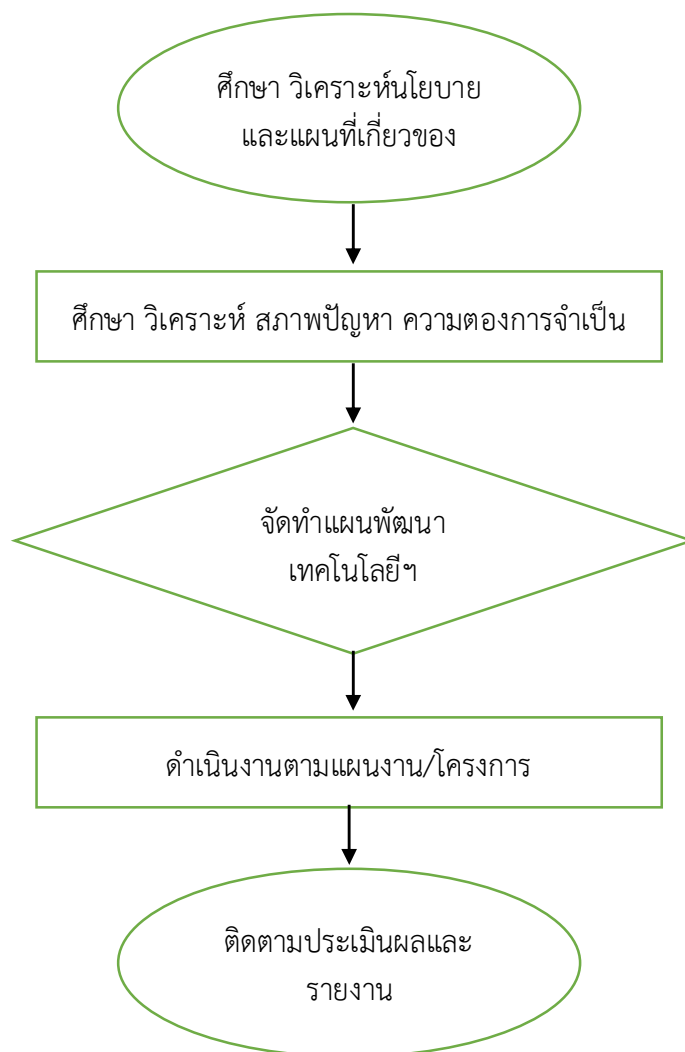 ศึกษา วิเคราะห์นโยบาย
และแผนที่เกี่ยวของ
ศึกษา วิเคราะห์ สภาพปัญหา ความตองการจำเป็น
จัดทำแผนพัฒนา
เทคโนโลยีฯ
ดำเนินงานตามแผนงาน/โครงการ
ติดตามประเมินผลและ
รายงาน